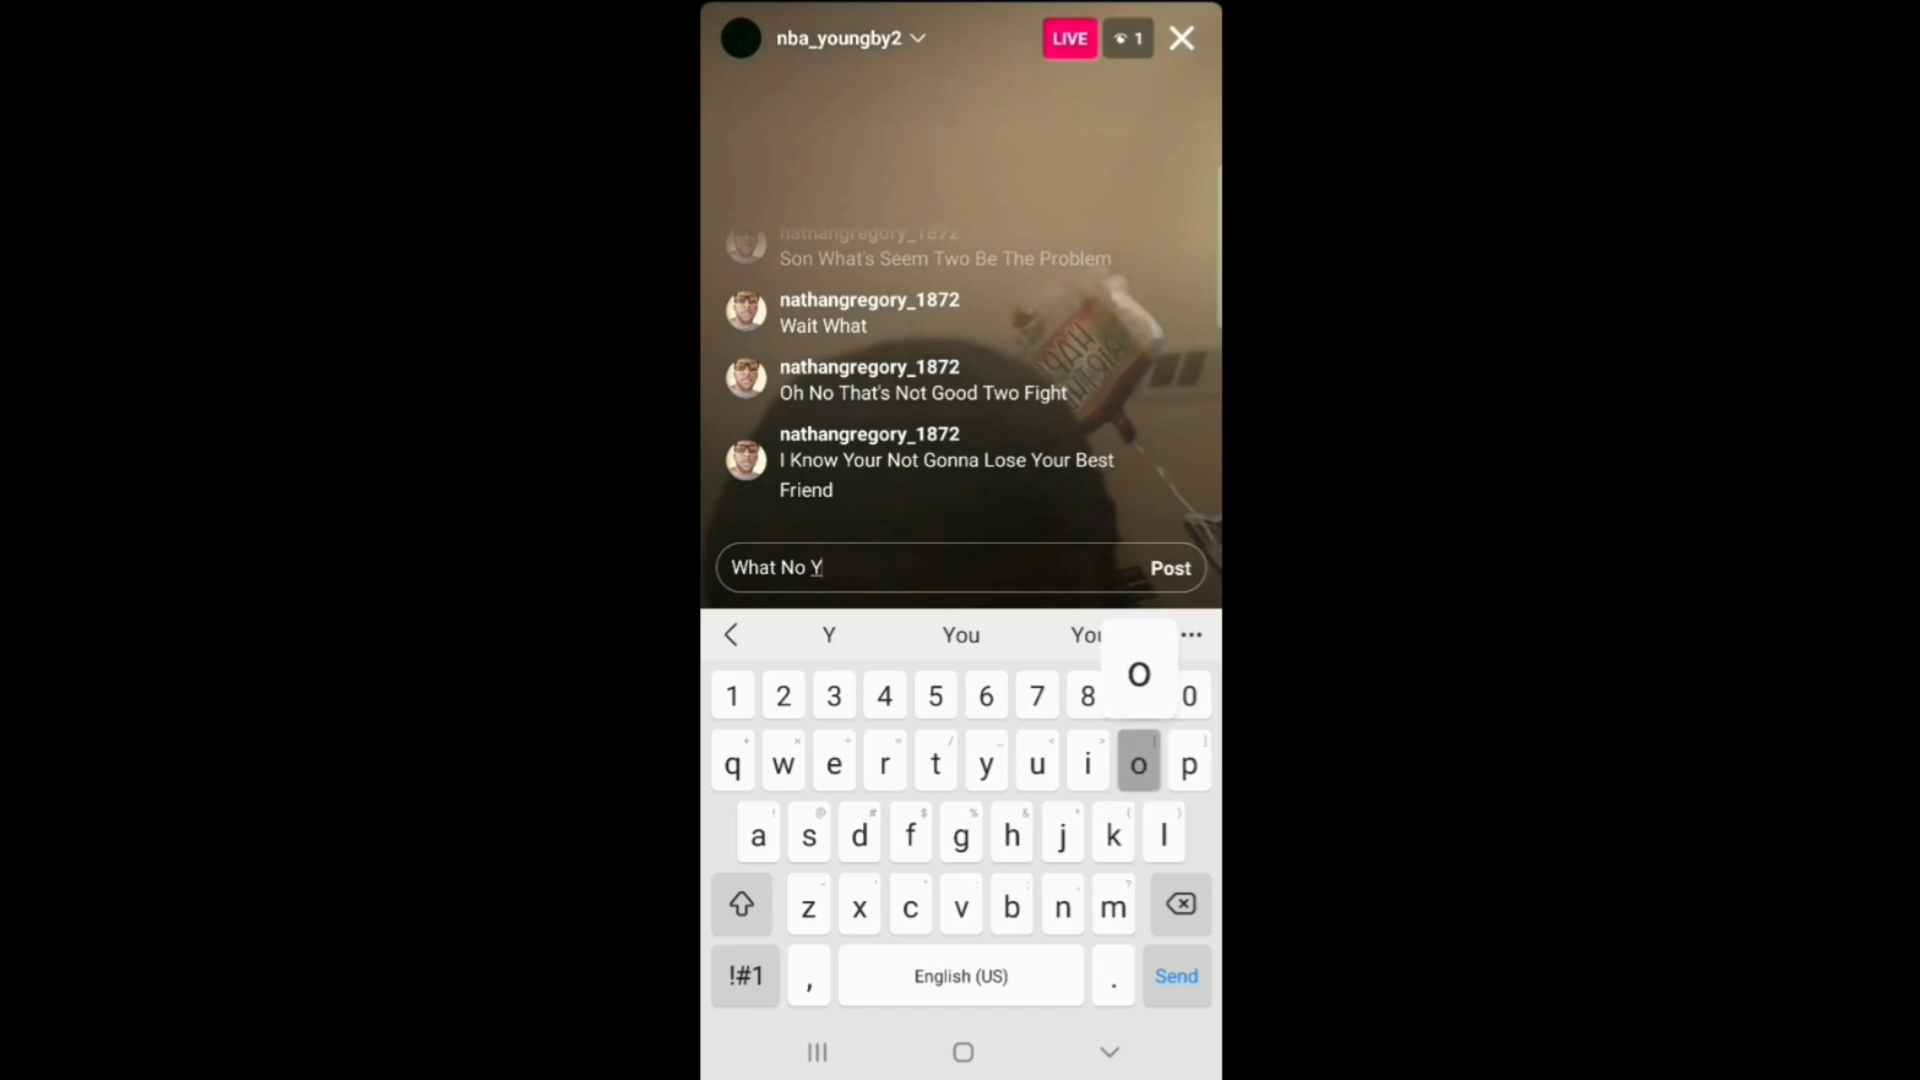 nba_youngby2
LIVE
1
nathangregory_1872
Son What's Seem Two Be The Problem
nathangregory_1872
Wait What
nathangregory_1872
Oh No That's Not Good Two Fight
nathangregory_1872
I Know Your Not Gonna Lose Your Best
Friend
What No Y
Post
Y You You
o
1 2 3 4 5 6 7 8 0
q w e r t y u i o p
a s d f g h j k l
z x c v b n m
!#1 , English (US) . Send